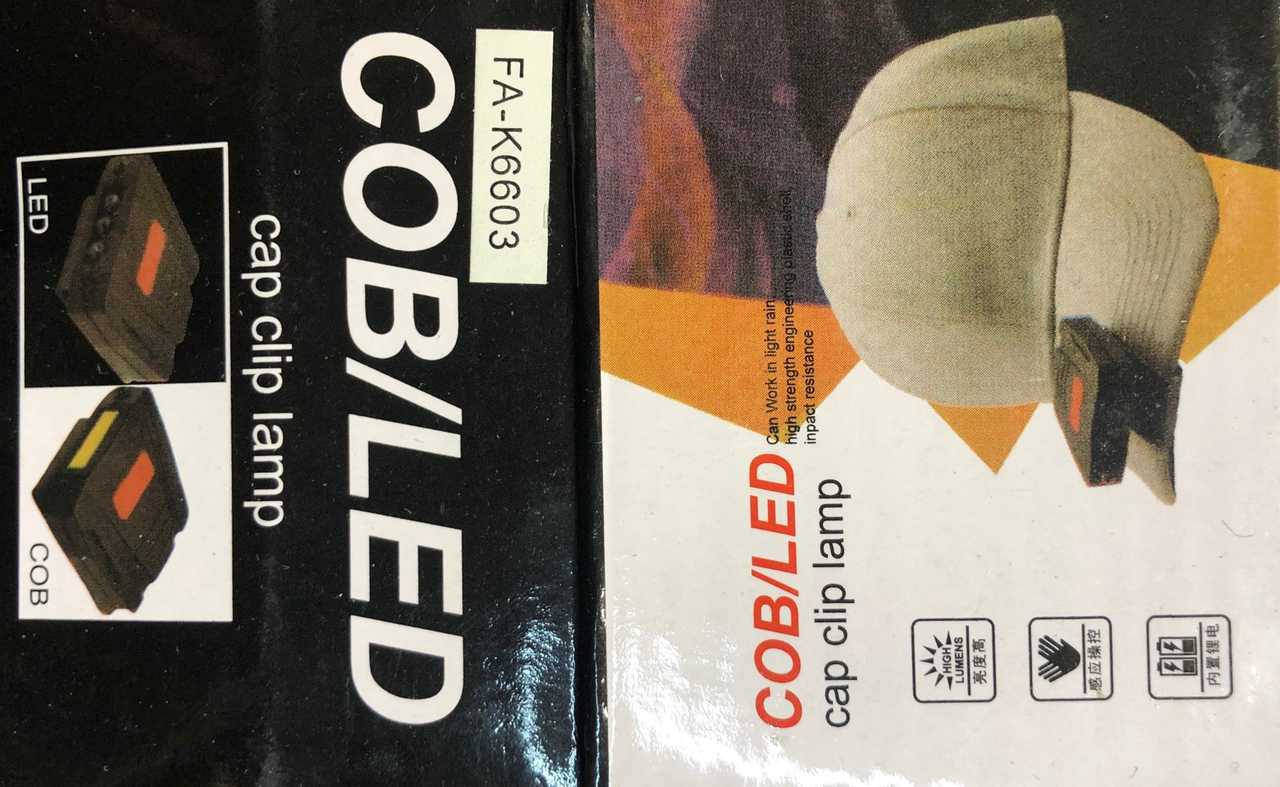 FA-K6603
COB/LED
cap clip lamp
LED
COB
Can Work in light rain,
high strength engineering plastic shell,
inpact resistance
COB/LED
cap clip lamp
HIGH
LUMENS
亮度高
感应操控
内置锂电